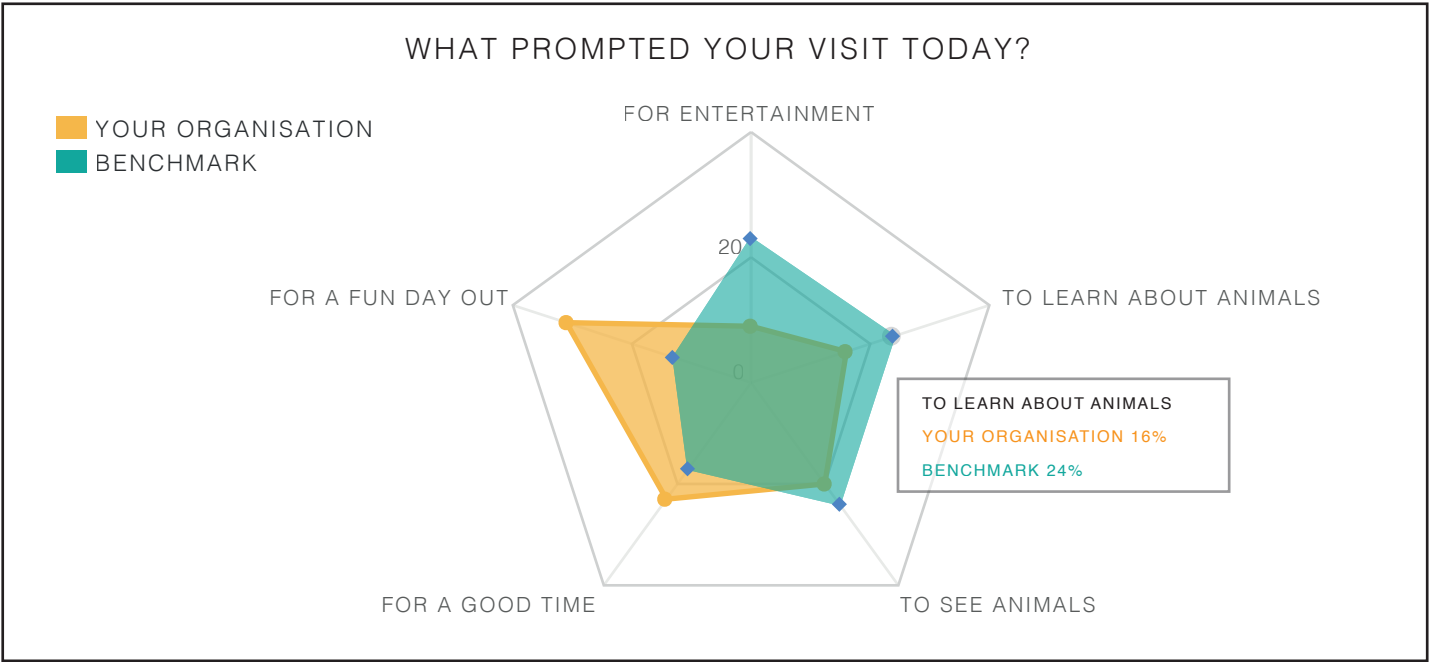 WHAT PROMPTED YOUR VISIT TODAY?
YOUR ORGANISATION
BENCHMARK
FOR ENTERTAINMENT
20
FOR A FUN DAY OUT
TO LEARN ABOUT ANIMALS
0
TO LEARN ABOUT ANIMALS
YOUR ORGANISATION 16%
BENCHMARK 24%
FOR A GOOD TIME
TO SEE ANIMALS